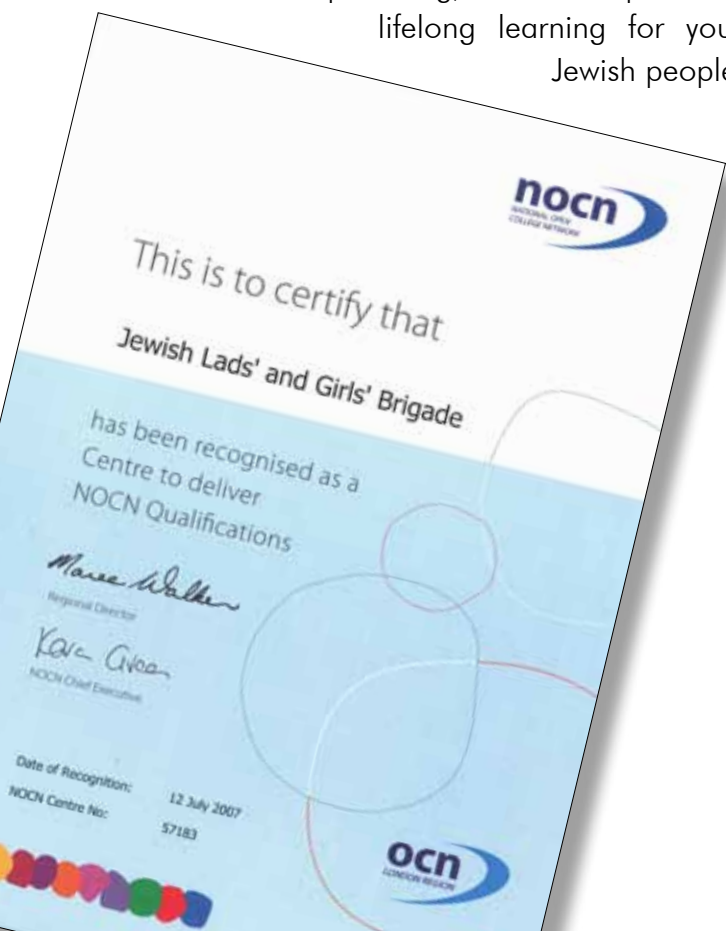 lifelong learning for you
Jewish people
nocn
NATIONAL OPEN
COLLEGE NETWORK
This is to certify that
Jewish Lads' and Girls' Brigade
has been recognised as a
Centre to deliver
NOCN Qualifications
Walker
Regional Director
NOCN Chief Executive
Date of Recognition: 12 July 2007
NOCN Centre No: 57183
ocn
LONDON REGION